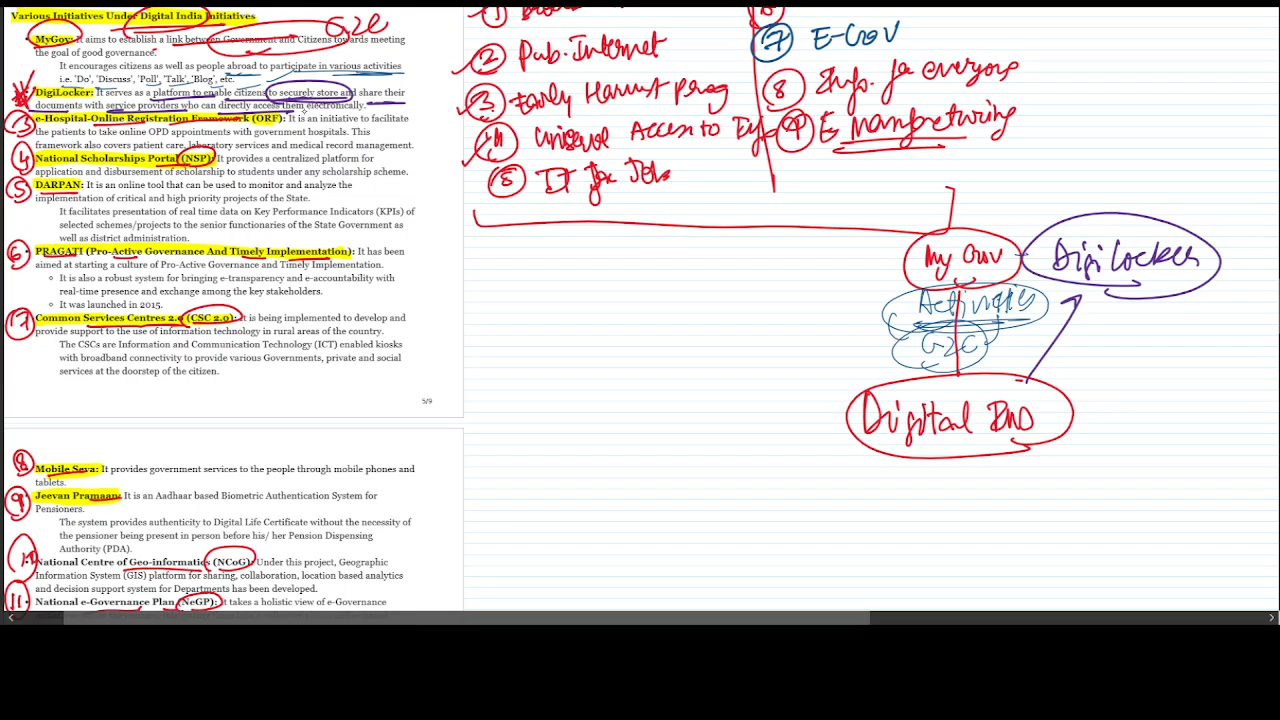 Various Initiatives Under Digital India Initiatives
G2C
MyGov: It aims to establish a link between Government and Citizens towards meeting
the goal of good governance.
It encourages citizens as well as people abroad to participate in various activities
i.e. 'Do', 'Discuss', 'Poll', 'Talk', 'Blog', etc.
DigiLocker: It serves as a platform to enable citizens to securely store and share their
documents with service providers who can directly access them electronically.
3 e-Hospital-Online Registration Framework (ORF): It is an initiative to facilitate
the patients to take online OPD appointments with government hospitals. This
framework also covers patient care, laboratory services and medical record management.
4 National Scholarships Portal (NSP): It provides a centralized platform for
application and disbursement of scholarship to students under any scholarship scheme.
5 DARPAN: It is an online tool that can be used to monitor and analyze the
implementation of critical and high priority projects of the State.
It facilitates presentation of real time data on Key Performance Indicators (KPIs) of
selected schemes/projects to the senior functionaries of the State Government as
well as district administration.
6 PRAGATI (Pro-Active Governance And Timely Implementation): It has been
aimed at starting a culture of Pro-Active Governance and Timely Implementation.
It is also a robust system for bringing e-transparency and e-accountability with
real-time presence and exchange among the key stakeholders.
It was launched in 2015.
7 Common Services Centres 2.0 (CSC 2.0): It is being implemented to develop and
provide support to the use of information technology in rural areas of the country.
The CSCs are Information and Communication Technology (ICT) enabled kiosks
with broadband connectivity to provide various Governments, private and social
services at the doorstep of the citizen.
5/9
8 Mobile Seva: It provides government services to the people through mobile phones and
tablets.
9 Jeevan Pramaan: It is an Aadhaar based Biometric Authentication System for
Pensioners.
The system provides authenticity to Digital Life Certificate without the necessity of
the pensioner being present in person before his/ her Pension Dispensing
Authority (PDA).
10 National Centre of Geo-informatics (NCoG): Under this project, Geographic
Information System (GIS) platform for sharing, collaboration, location based analytics
and decision support system for Departments has been developed.
11 National e-Governance Plan (NeGP): It takes a holistic view of e-Governance
2 Pub. Internet
3 Early Harvest prog
4 Universal Access to
5 IT for Jobs
7 E-Gov
8 Info. for everyone
9 E Manufacturing
My Gov
DigiLocker
Activities
G2C
Digital IND